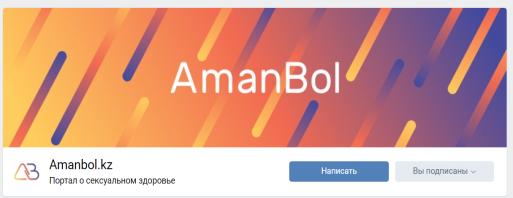 AmanBol
Amanbol.kz
Портал о сексуальном здоровье
Написать
Вы подписаны